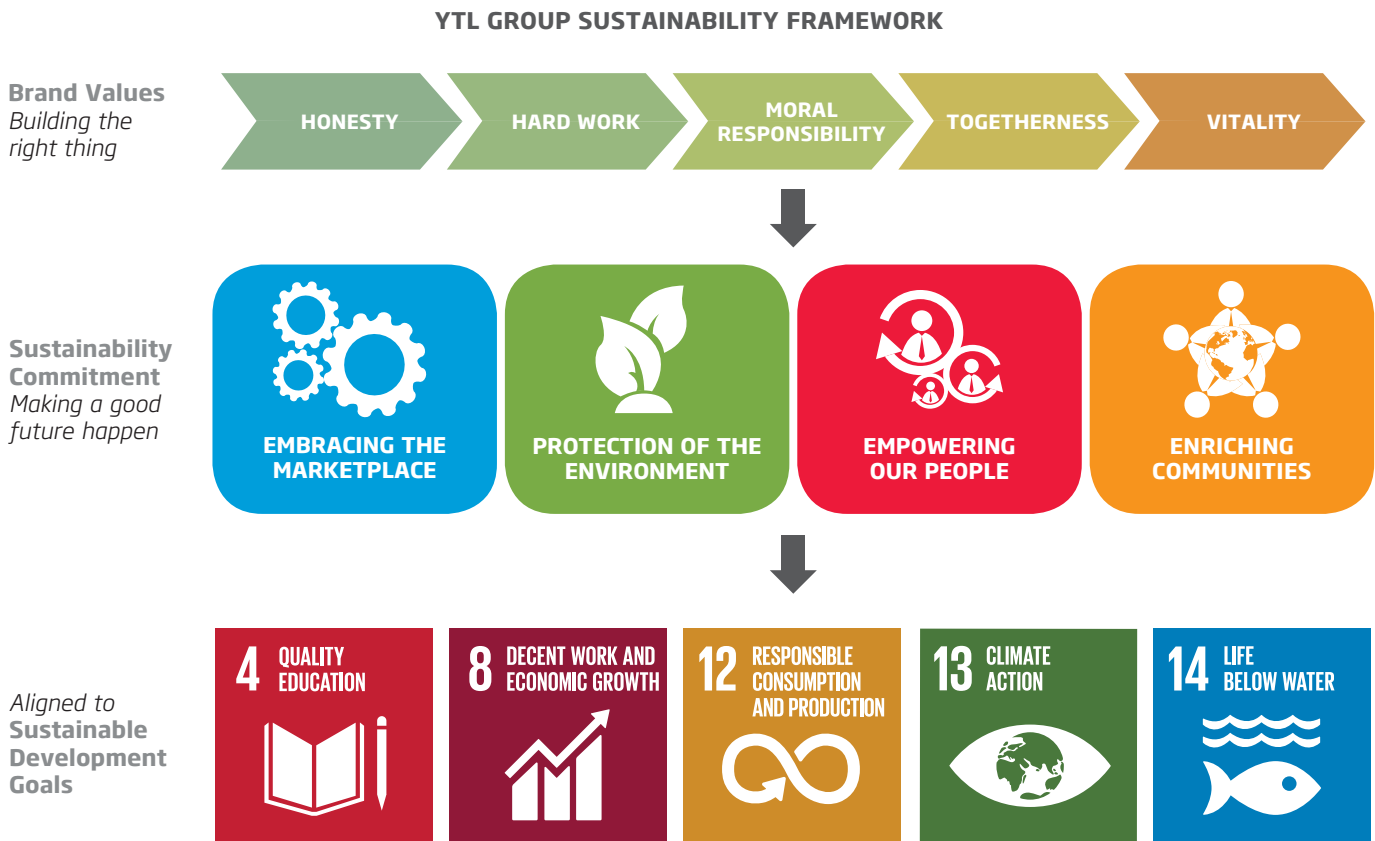 YTL GROUP SUSTAINABILITY FRAMEWORK
Brand Values
Building the
right thing
HONESTY
HARD WORK
MORAL
RESPONSIBILITY
TOGETHERNESS
VITALITY
Sustainability
Commitment
Making a good
future happen
EMBRACING THE
MARKETPLACE
PROTECTION OF THE
ENVIRONMENT
EMPOWERING
OUR PEOPLE
ENRICHING
COMMUNITIES
Aligned to
Sustainable
Development
Goals
4 QUALITY
EDUCATION
8 DECENT WORK AND
ECONOMIC GROWTH
12 RESPONSIBLE
CONSUMPTION
AND PRODUCTION
13 CLIMATE
ACTION
14 LIFE
BELOW WATER